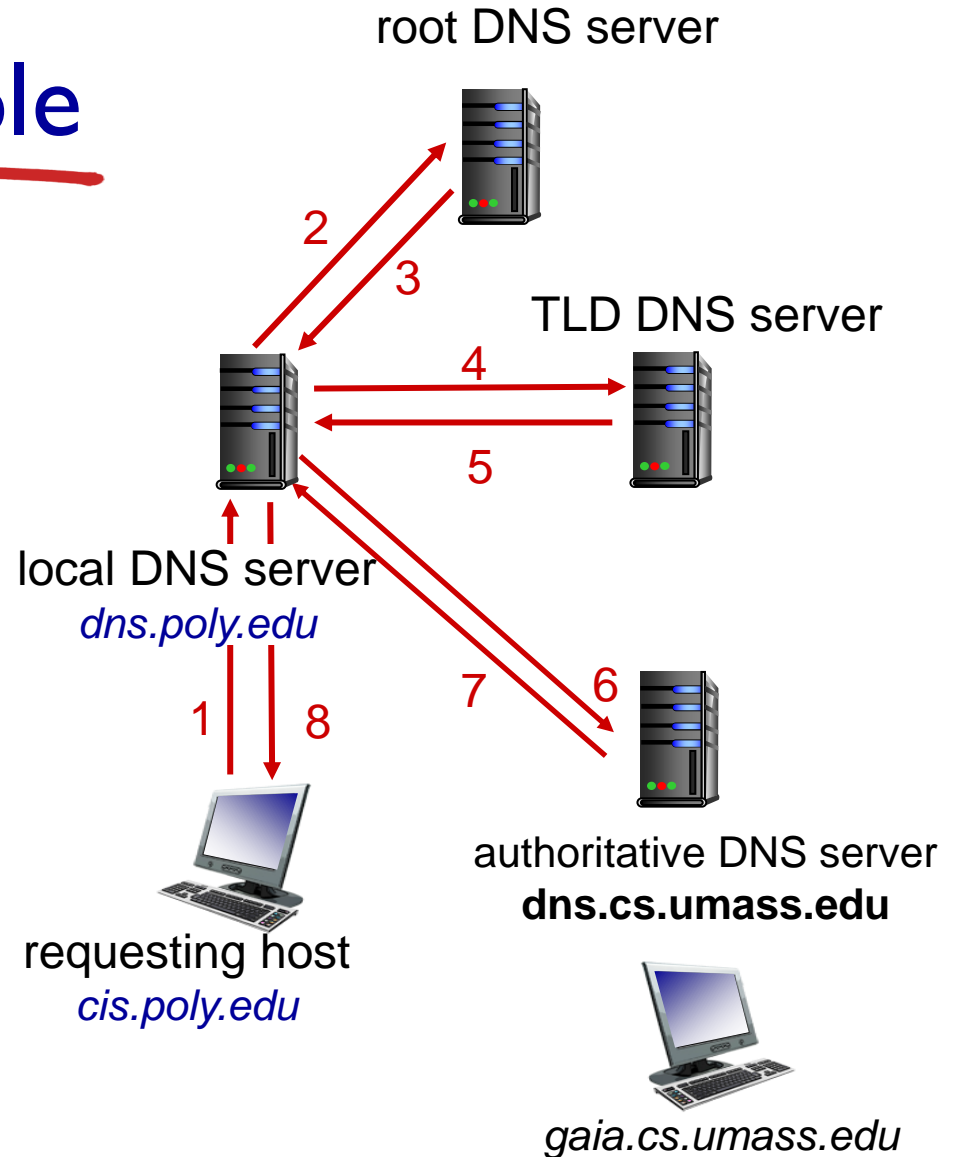 root DNS server
ple
2
3
TLD DNS server
4
5
local DNS server
dns.poly.edu
1
8
7
6
authoritative DNS server
dns.cs.umass.edu
requesting host
cis.poly.edu
gaia.cs.umass.edu